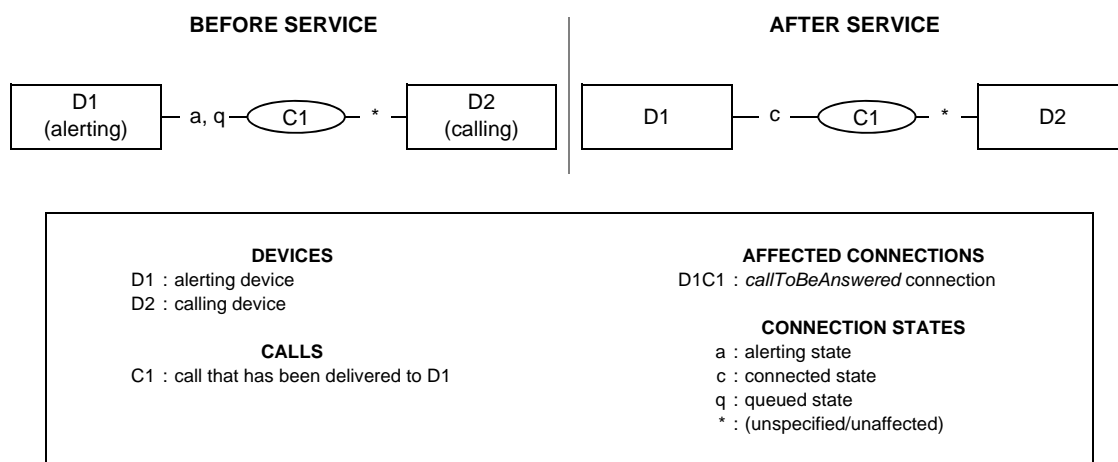 BEFORE SERVICE
AFTER SERVICE
D1
(alerting)
a, q
C1
*
D2
(calling)
D1
c
C1
*
D2
DEVICES
D1 : alerting device
D2 : calling device
CALLS
C1 : call that has been delivered to D1
AFFECTED CONNECTIONS
D1C1 : callToBeAnswered connection
CONNECTION STATES
a : alerting state
c : connected state
q : queued state
* : (unspecified/unaffected)